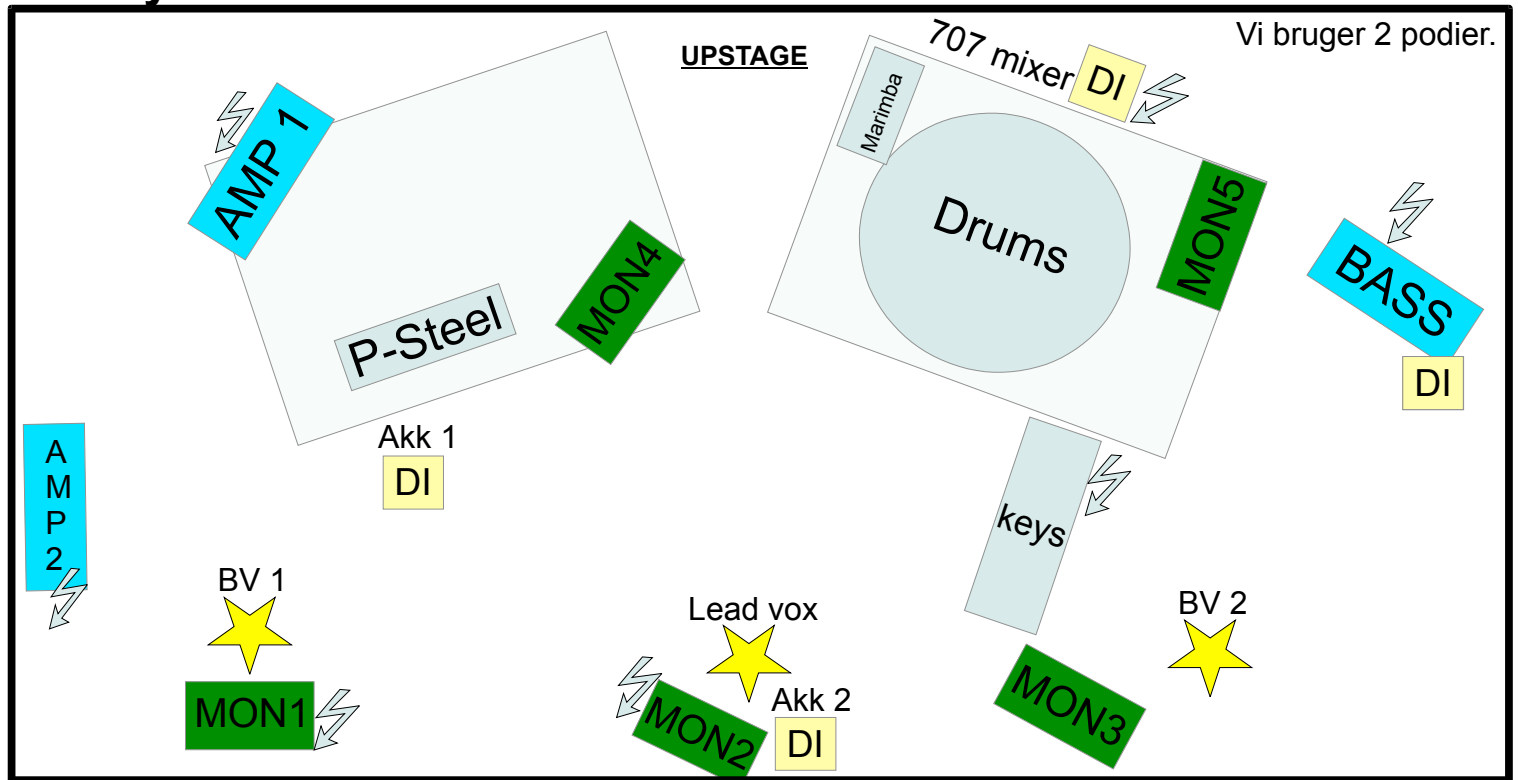 UPSTAGE
707 mixer
DI
Vi bruger 2 podier.
AMP 1
Marimba
MON4
Drums
MON5
BASS
DI
P-Steel
Akk 1
DI
A
M
P
2
keys
BV 1
Lead vox
BV 2
MON1
MON2
Akk 2
DI
MON3